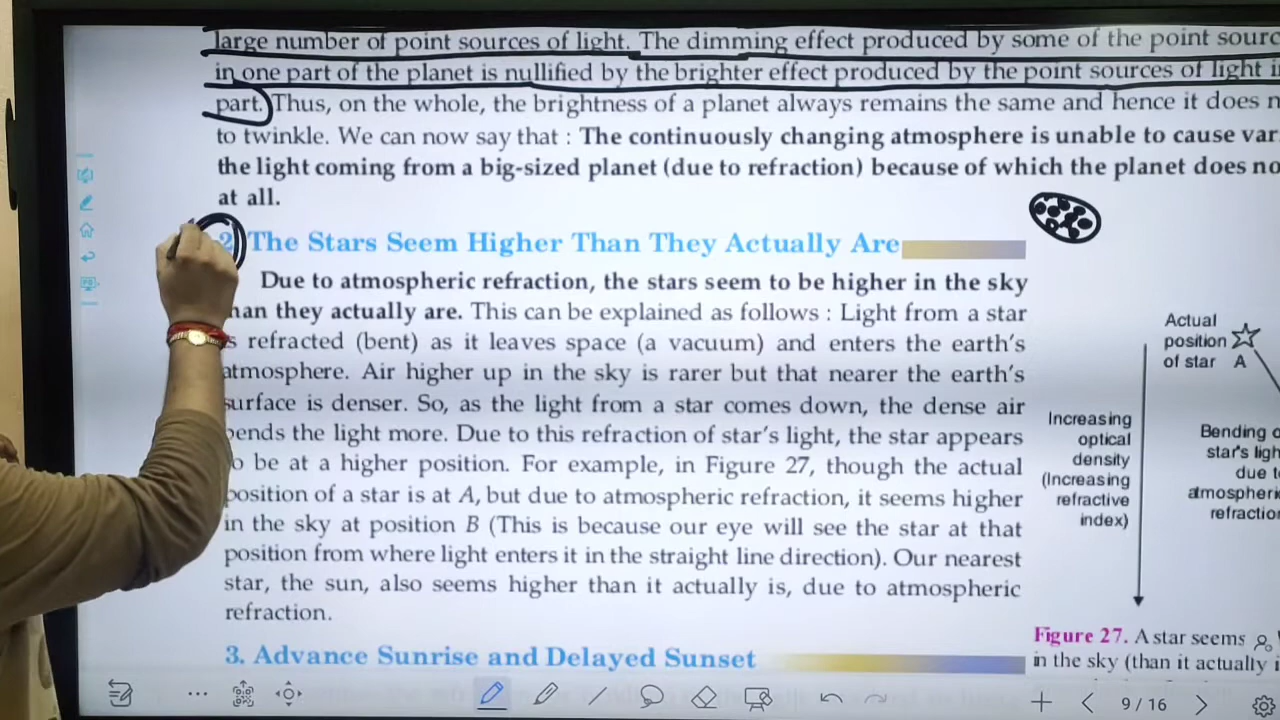 large number of point sources of light. The dimming effect produced by some of the point sourc
in one part of the planet is nullified by the brighter effect produced by the point sources of light i
part. Thus, on the whole, the brightness of a planet always remains the same and hence it does n
to twinkle. We can now say that : The continuously changing atmosphere is unable to cause var
the light coming from a big-sized planet (due to refraction) because of which the planet does no
at all.
2 The Stars Seem Higher Than They Actually Are
Due to atmospheric refraction, the stars seem to be higher in the sky
han they actually are. This can be explained as follows : Light from a star
s refracted (bent) as it leaves space (a vacuum) and enters the earth's
atmosphere. Air higher up in the sky is rarer but that nearer the earth's
surface is denser. So, as the light from a star comes down, the dense air
bends the light more. Due to this refraction of star's light, the star appears
o be at a higher position. For example, in Figure 27, though the actual
position of a star is at A, but due to atmospheric refraction, it seems higher
in the sky at position B (This is because our eye will see the star at that
position from where light enters it in the straight line direction). Our nearest
star, the sun, also seems higher than it actually is, due to atmospheric
refraction.
3. Advance Sunrise and Delayed Sunset
Actual
position
of star A
Increasing
optical
density
(Increasing
refractive
index)
Bending o
star's ligh
due t
atmospheri
refraction
Figure 27. A star seems
in the sky (than it actually i
9 / 16